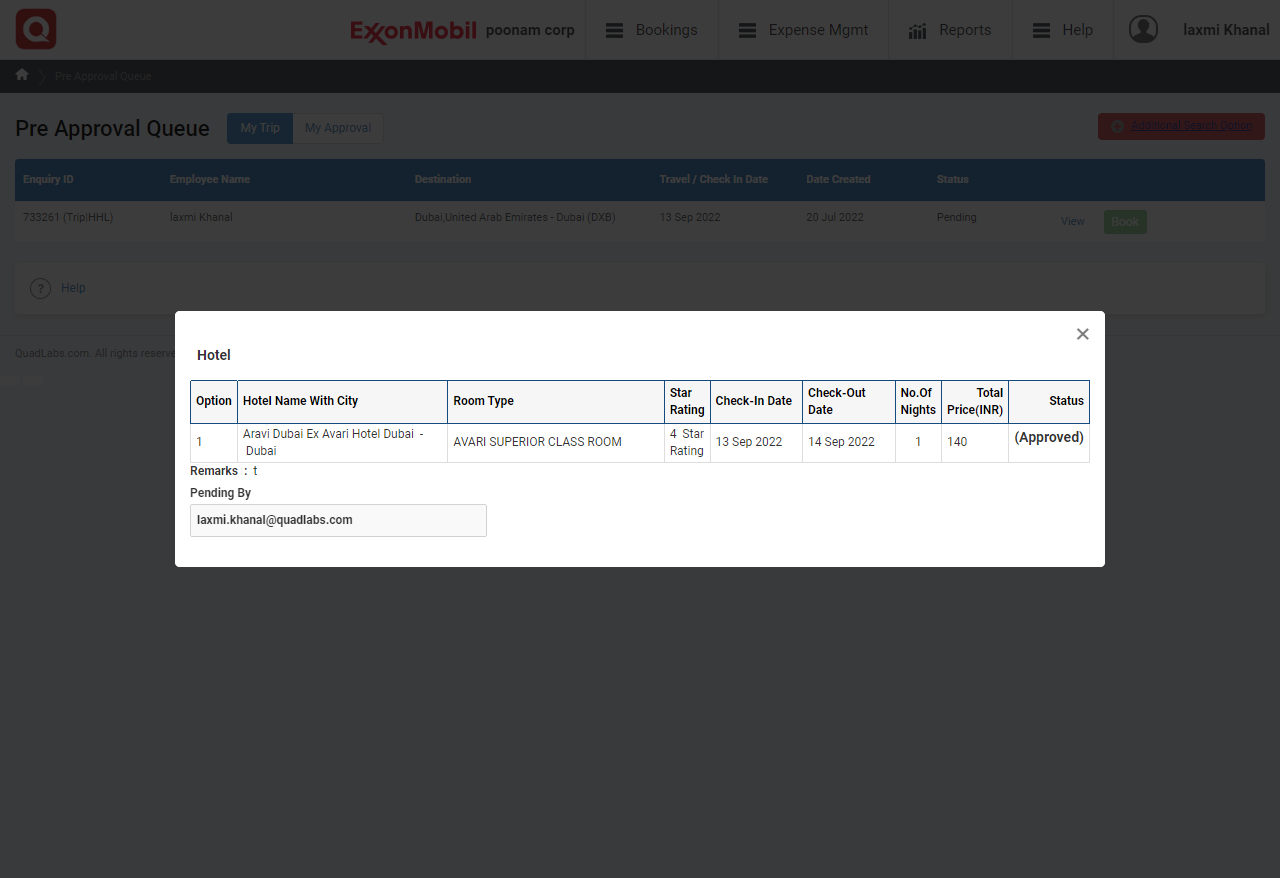 ExxonMobil poonam corp Bookings Expense Mgmt Reports Help laxmi Khanal
Pre Approval Queue
Pre Approval Queue My Trip My Approval Additional Search Option
Enquiry ID Employee Name Destination Travel / Check In Date Date Created Status
733261 (Trip|HHL) laxmi Khanal Dubai,United Arab Emirates - Dubai (DXB) 13 Sep 2022 20 Jul 2022 Pending View Book
? Help
QuadLabs.com. All rights reserve
Hotel
Option Hotel Name With City Room Type Star Rating Check-In Date Check-Out Date No.Of Nights Total Price(INR) Status
1 Aravi Dubai Ex Avari Hotel Dubai - Dubai AVARI SUPERIOR CLASS ROOM 4 Star Rating 13 Sep 2022 14 Sep 2022 1 140 (Approved)
Remarks : t
Pending By
laxmi.khanal@quadlabs.com